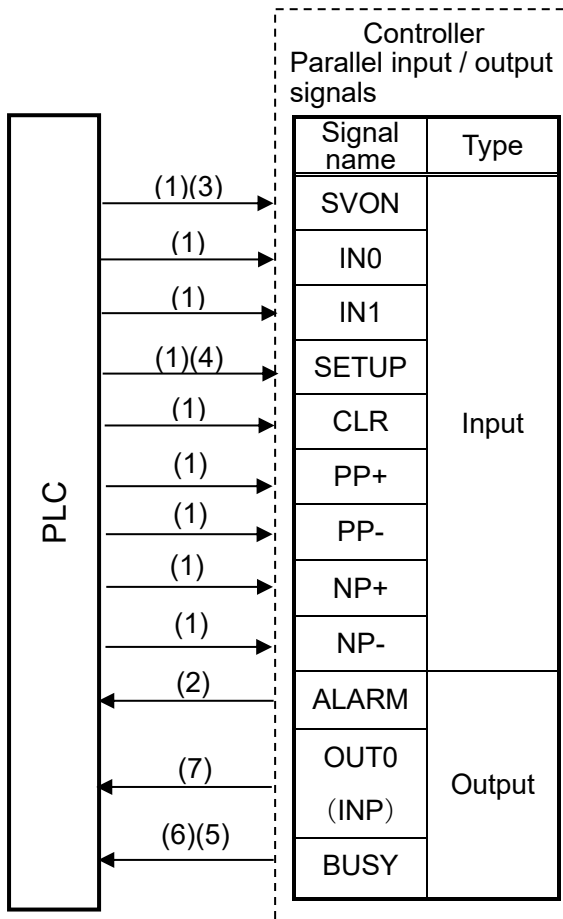 Controller
Parallel input / output
signals
Signal
name
Type
(1)(3)
SVON
(1)
IN0
(1)
IN1
(1)(4)
SETUP
(1)
CLR
Input
(1)
PP+
PLC
(1)
PP-
(1)
NP+
(1)
NP-
(2)
ALARM
(7)
OUT0
（INP）
Output
(6)(5)
BUSY